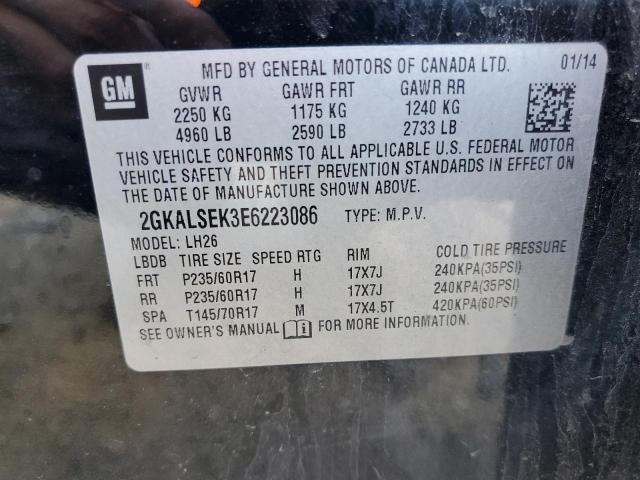 GM ® MFD BY GENERAL MOTORS OF CANADA LTD. 01/14
GVWR GAWR FRT GAWR RR
2250 KG 1175 KG 1240 KG
4960 LB 2590 LB 2733 LB
THIS VEHICLE CONFORMS TO ALL APPLICABLE U.S. FEDERAL MOTOR
VEHICLE SAFETY AND THEFT PREVENTION STANDARDS IN EFFECT ON
THE DATE OF MANUFACTURE SHOWN ABOVE.
2GKALSEK3E6223086 TYPE: M.P.V.
MODEL: LH26
LBDB TIRE SIZE SPEED RTG RIM COLD TIRE PRESSURE
FRT P235/60R17 H 17X7J 240KPA(35PSI)
RR P235/60R17 H 17X7J 240KPA(35PSI)
SPA T145/70R17 M 17X4.5T 420KPA(60PSI)
SEE OWNER'S MANUAL FOR MORE INFORMATION.